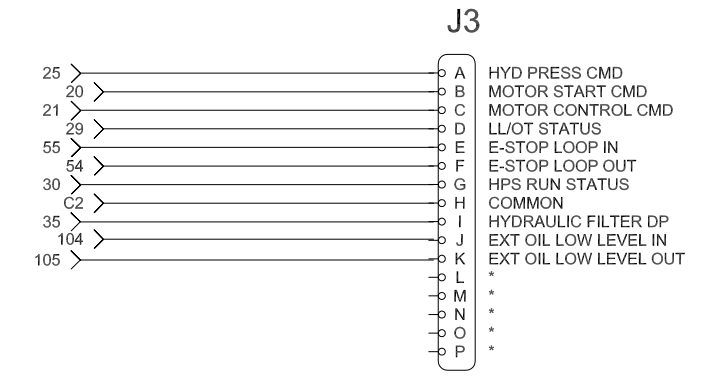 J3
25 A HYD PRESS CMD
20 B MOTOR START CMD
21 C MOTOR CONTROL CMD
29 D LL/OT STATUS
55 E E-STOP LOOP IN
54 F E-STOP LOOP OUT
30 G HPS RUN STATUS
C2 H COMMON
35 I HYDRAULIC FILTER DP
104 J EXT OIL LOW LEVEL IN
105 K EXT OIL LOW LEVEL OUT
L *
M *
N *
O *
P *